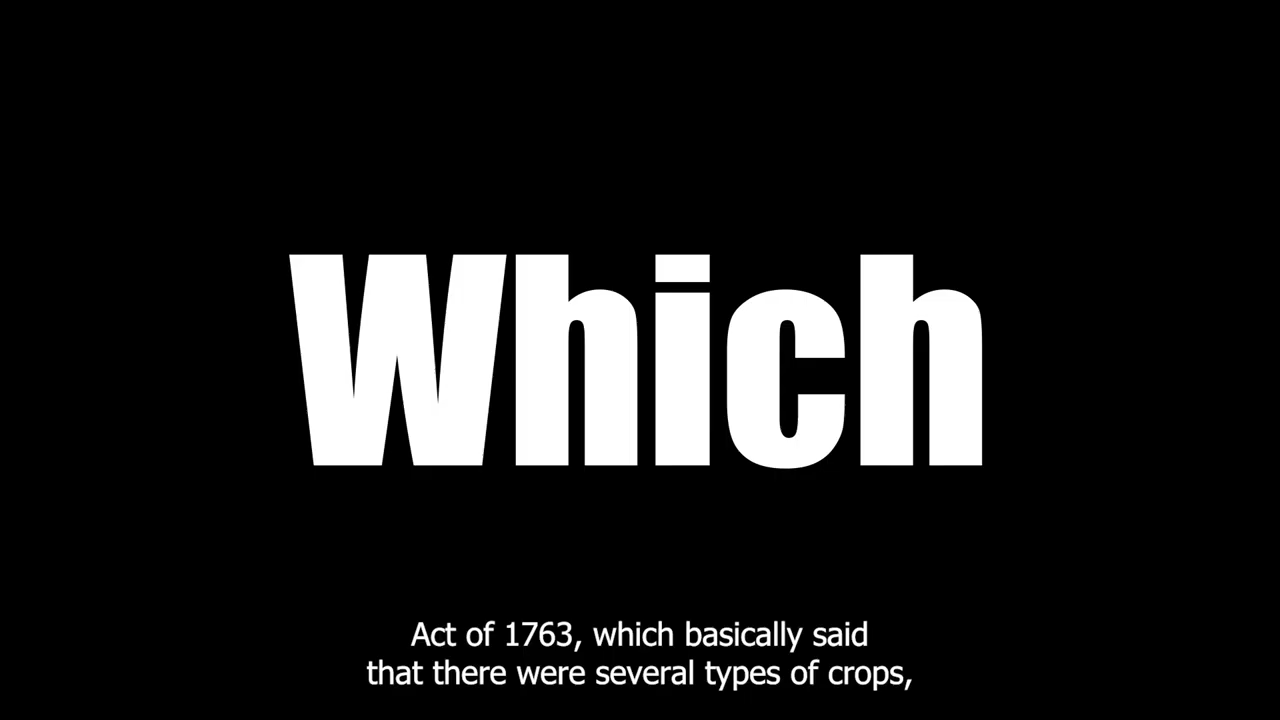 Which
Act of 1763, which basically said
that there were several types of crops,